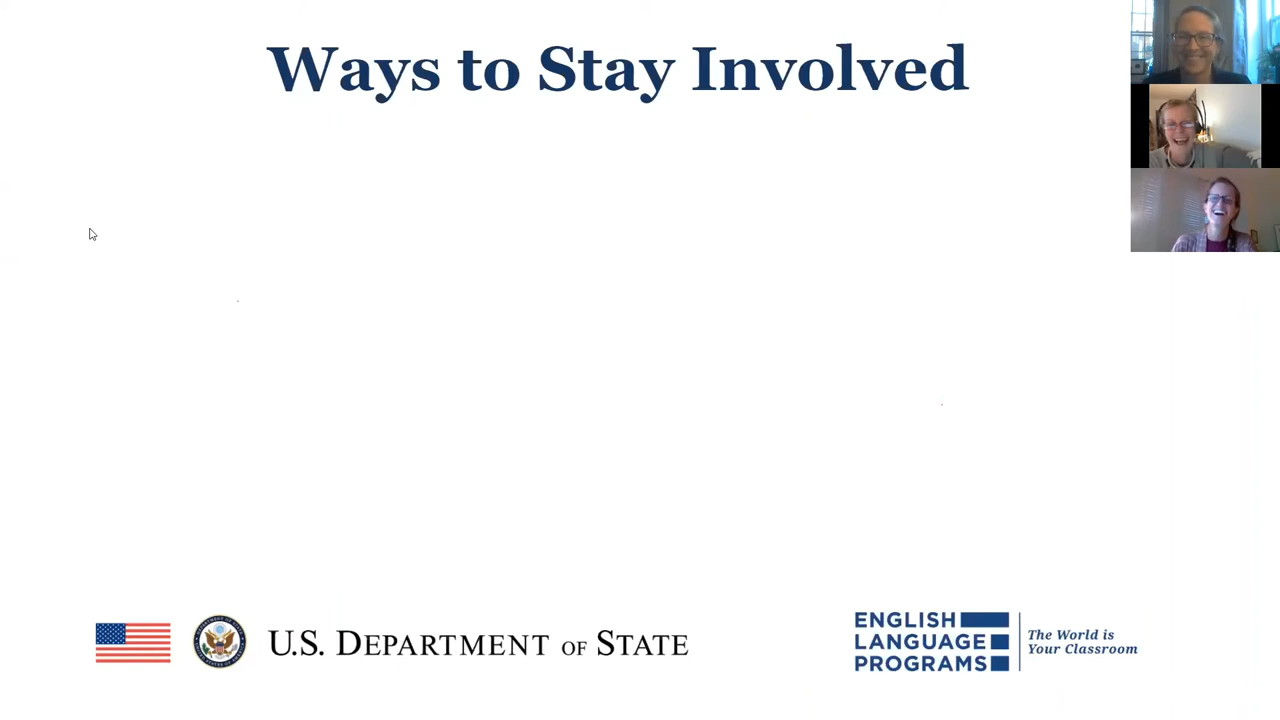 Ways to Stay Involved
U.S. DEPARTMENT OF STATE
ENGLISH
LANGUAGE
PROGRAMS
The World is
Your Classroom